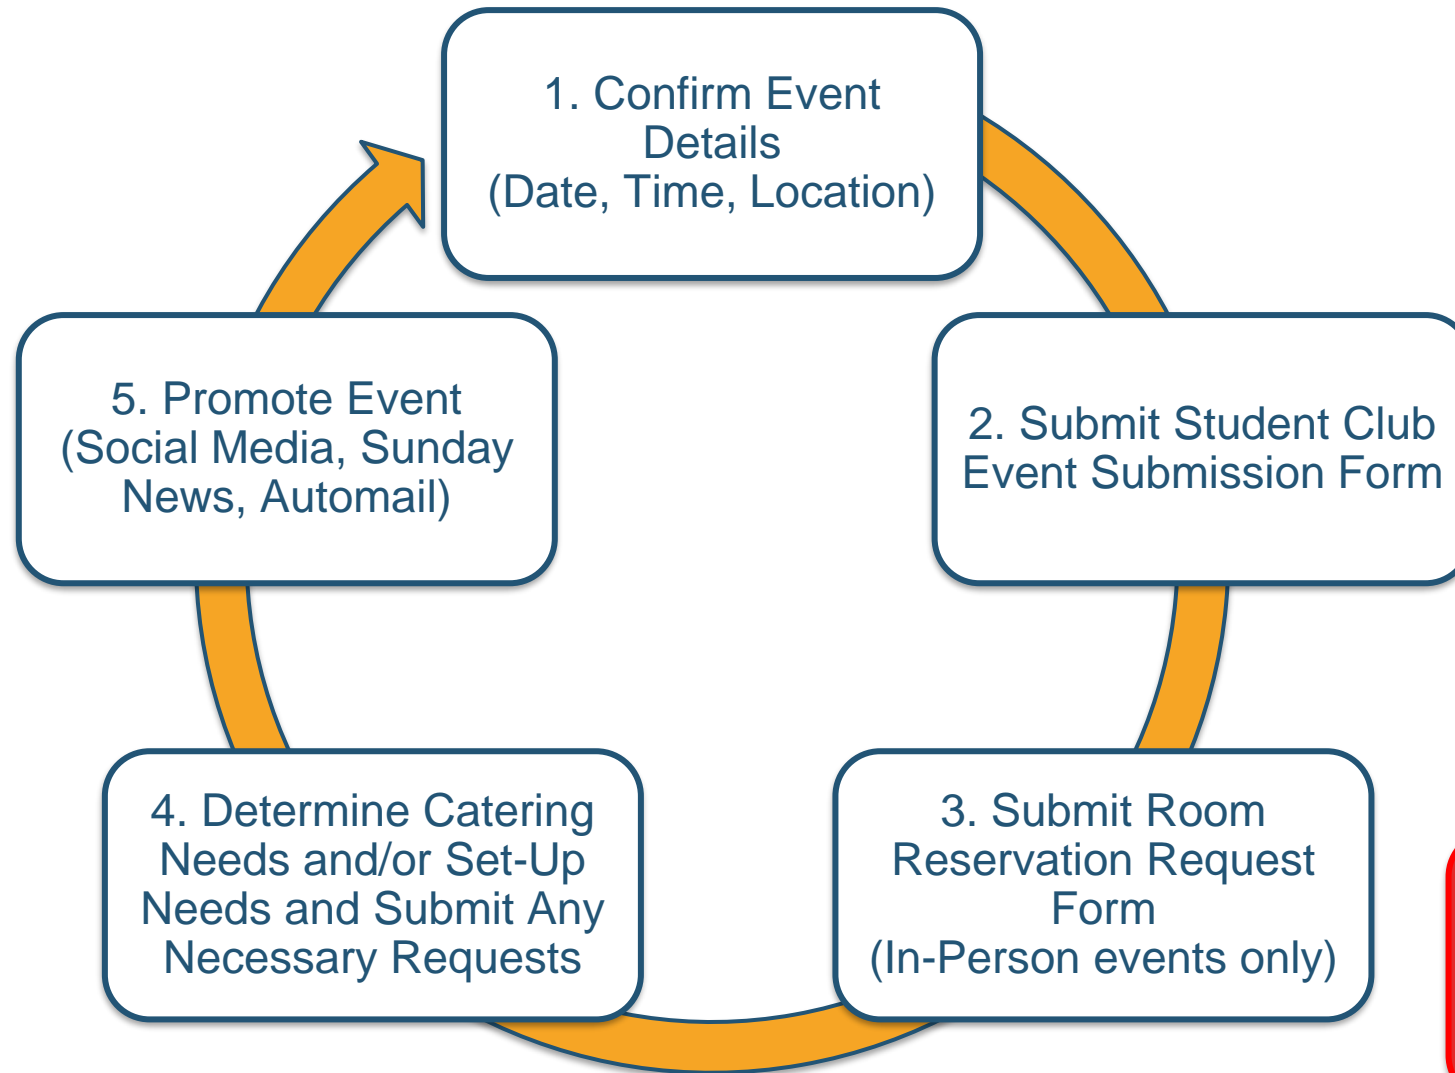 1. Confirm Event
Details
(Date, Time, Location)
2. Submit Student Club
Event Submission Form
3. Submit Room
Reservation Request
Form
(In-Person events only)
4. Determine Catering
Needs and/or Set-Up
Needs and Submit Any
Necessary Requests
5. Promote Event
(Social Media, Sunday
News, Automail)